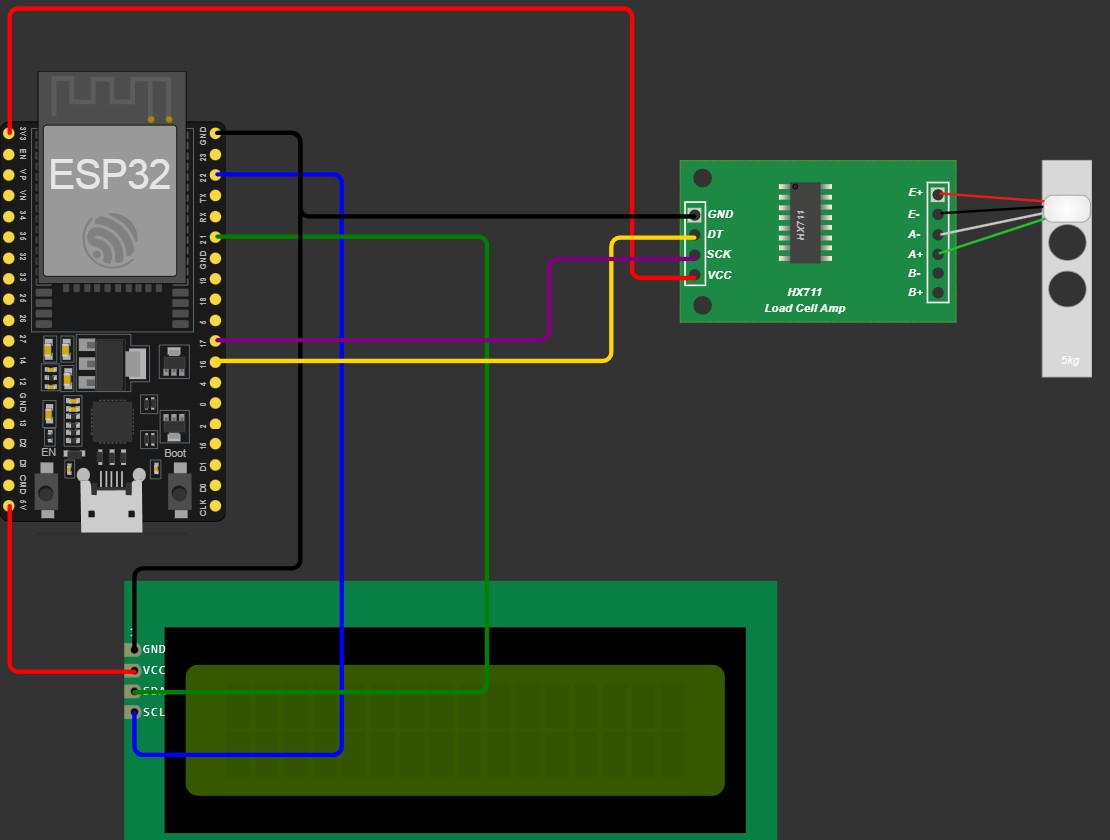 ESP32
3V3
EN
VP
VN
34
35
32
33
25
26
27
14
12
GND
13
D2
D3
CMD
5V
GND
23
22
TX
RX
21
GND
19
18
5
17
16
4
0
2
15
D1
D0
CLK
EN
Boot
GND
DT
SCK
VCC
HX711
HX711
Load Cell Amp
E+
E-
A-
A+
B-
B+
5kg
1
GND
VCC
SDA
SCL